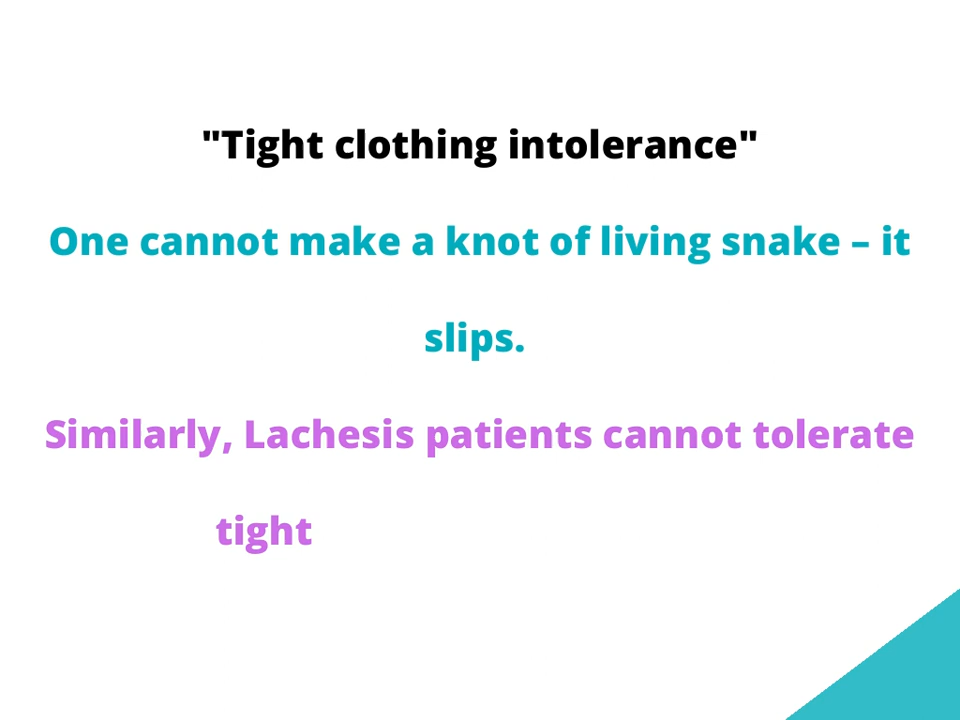 "Tight clothing intolerance"
One cannot make a knot of living snake – it
slips.
Similarly, Lachesis patients cannot tolerate
tight